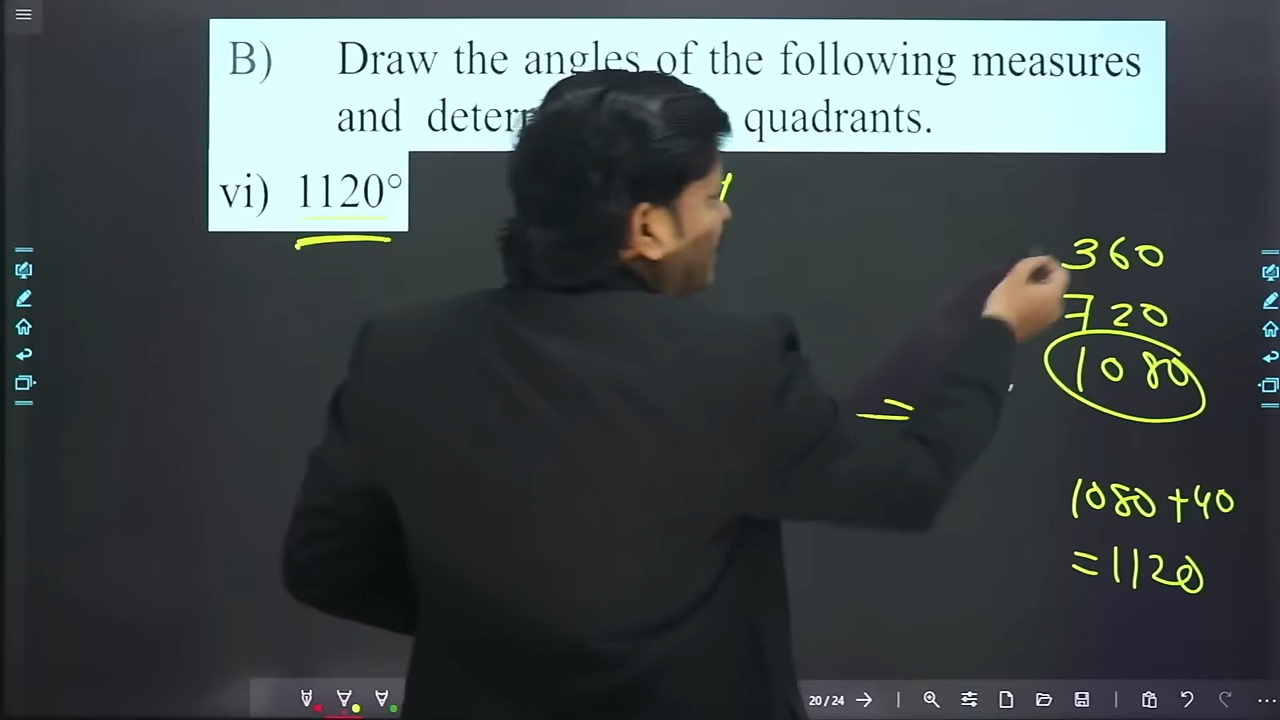 B) Draw the angles of the following measures
and quadrants.
vi) 1120°
360
720
1080
=
1080+40
=1120
20 / 24